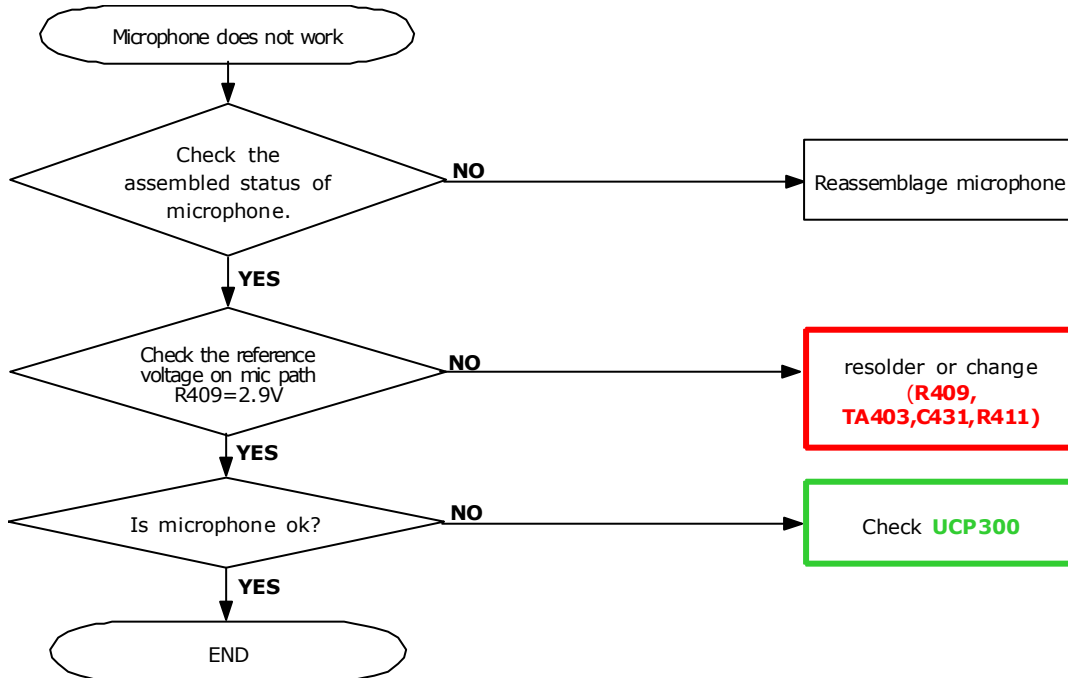 Microphone does not work
Check the
assembled status of
microphone.
NO
Reassemblage microphone
YES
Check the reference
voltage on mic path
R409=2.9V
NO
resolder or change
(R409,
TA403,C431,R411)
YES
Is microphone ok?
NO
Check UCP300
YES
END